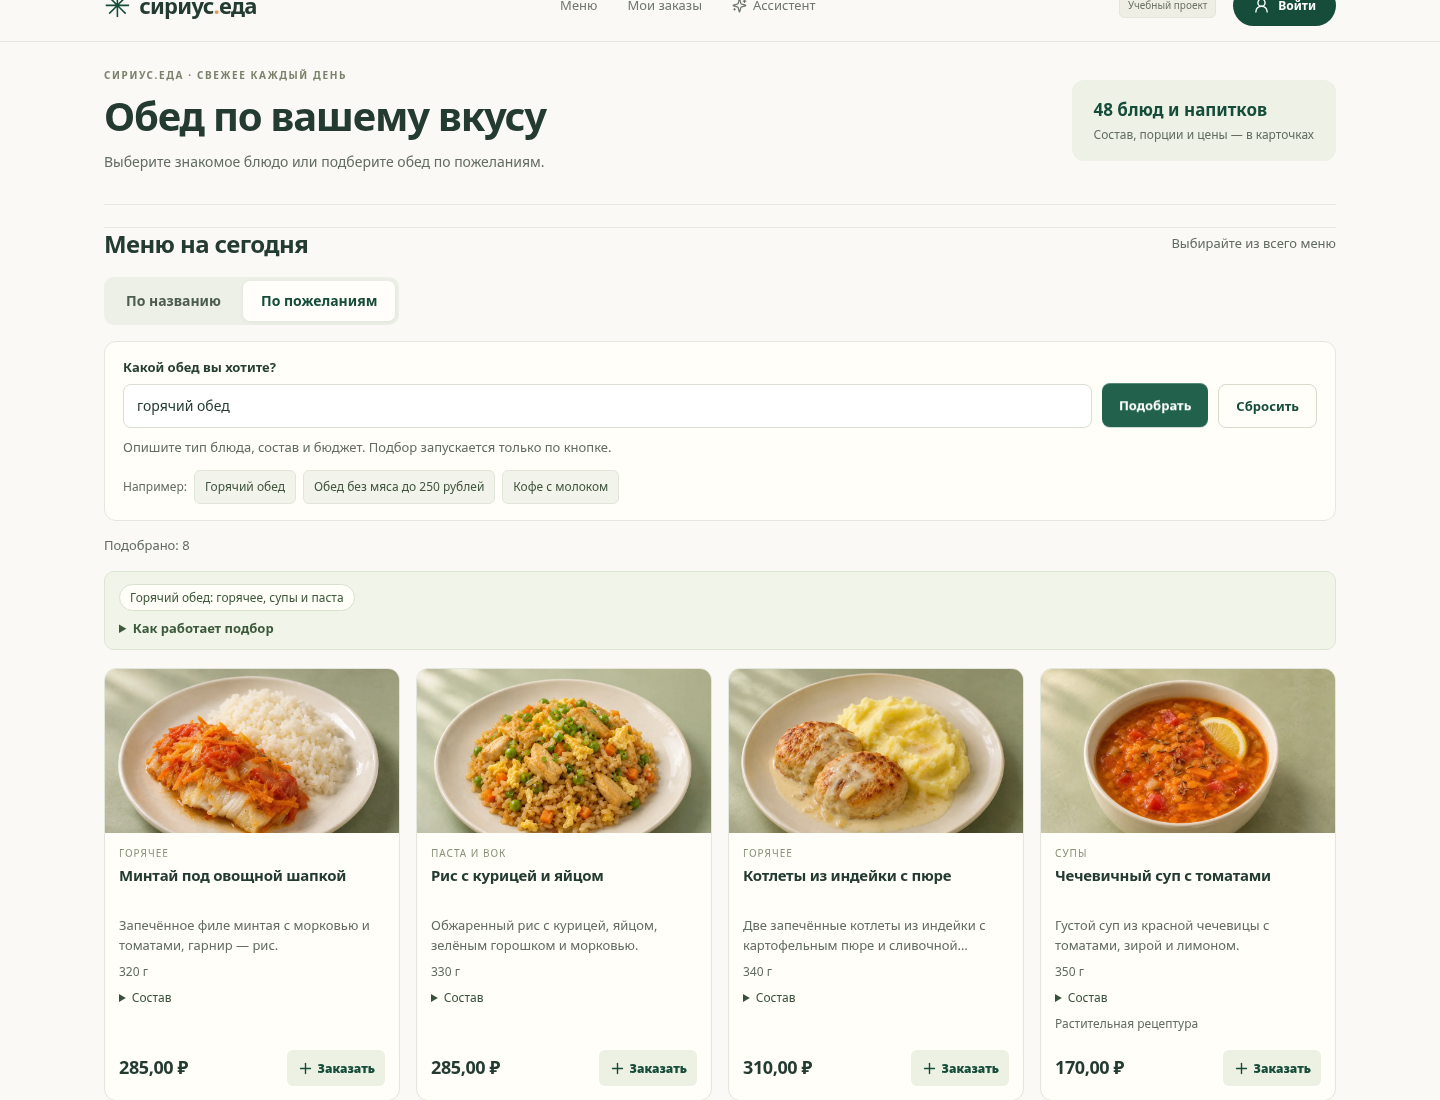 сириус.еда
Меню
Мои заказы
Ассистент
Учебный проект
Войти
СИРИУС.ЕДА · СВЕЖЕЕ КАЖДЫЙ ДЕНЬ
Обед по вашему вкусу
Выберите знакомое блюдо или подберите обед по пожеланиям.
48 блюд и напитков
Состав, порции и цены — в карточках
Меню на сегодня
Выбирайте из всего меню
По названию
По пожеланиям
Какой обед вы хотите?
горячий обед
Подобрать
Сбросить
Опишите тип блюда, состав и бюджет. Подбор запускается только по кнопке.
Например:
Горячий обед
Обед без мяса до 250 рублей
Кофе с молоком
Подобрано: 8
Горячий обед: горячее, супы и паста
Как работает подбор
ГОРЯЧЕЕ
Минтай под овощной шапкой
Запечённое филе минтая с морковью и
томатами, гарнир — рис.
320 г
Состав
285,00 ₽
Заказать
ПАСТА И ВОК
Рис с курицей и яйцом
Обжаренный рис с курицей, яйцом,
зелёным горошком и морковью.
330 г
Состав
285,00 ₽
Заказать
ГОРЯЧЕЕ
Котлеты из индейки с пюре
Две запечённые котлеты из индейки с
картофельным пюре и сливочной…
340 г
Состав
310,00 ₽
Заказать
СУПЫ
Чечевичный суп с томатами
Густой суп из красной чечевицы с
томатами, зирой и лимоном.
350 г
Состав
Растительная рецептура
170,00 ₽
Заказать